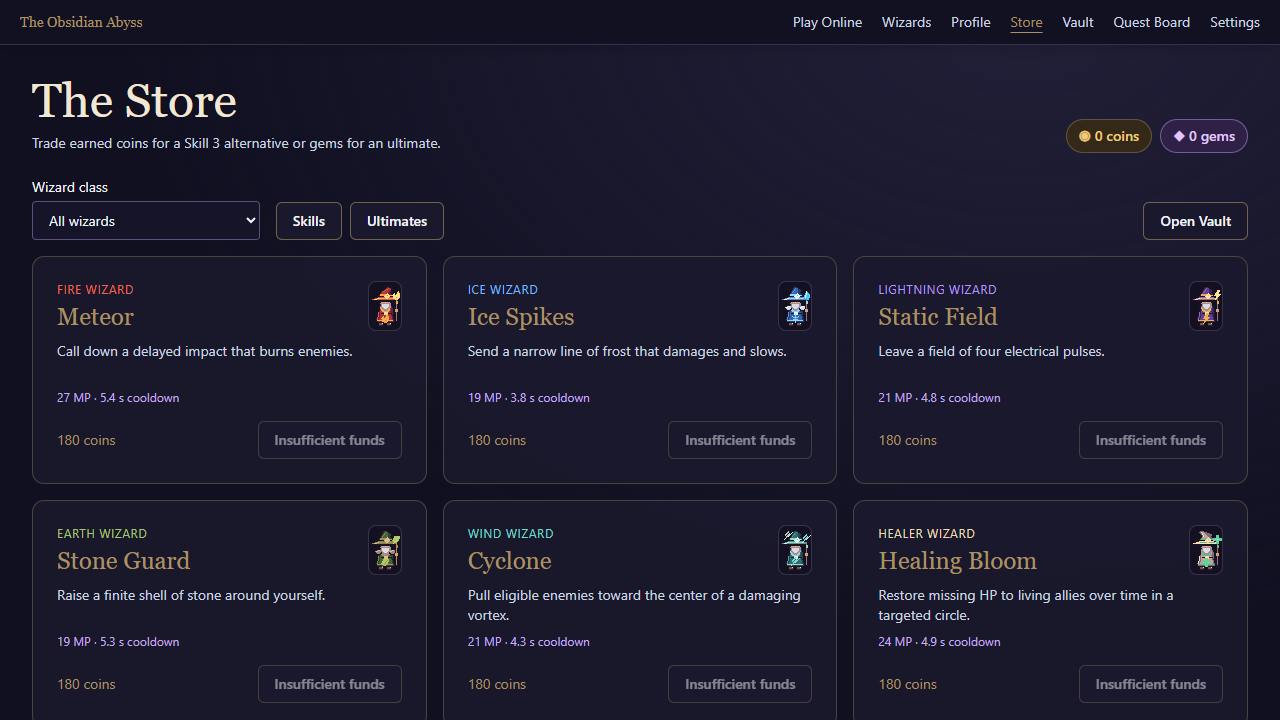 The Obsidian Abyss
Play Online
Wizards
Profile
Store
Vault
Quest Board
Settings
The Store
Trade earned coins for a Skill 3 alternative or gems for an ultimate.
0 coins
0 gems
Wizard class
All wizards
Skills
Ultimates
Open Vault
FIRE WIZARD
Meteor
Call down a delayed impact that burns enemies.
27 MP · 5.4 s cooldown
180 coins
Insufficient funds
ICE WIZARD
Ice Spikes
Send a narrow line of frost that damages and slows.
19 MP · 3.8 s cooldown
180 coins
Insufficient funds
LIGHTNING WIZARD
Static Field
Leave a field of four electrical pulses.
21 MP · 4.8 s cooldown
180 coins
Insufficient funds
EARTH WIZARD
Stone Guard
Raise a finite shell of stone around yourself.
19 MP · 5.3 s cooldown
180 coins
Insufficient funds
WIND WIZARD
Cyclone
Pull eligible enemies toward the center of a damaging
vortex.
21 MP · 4.3 s cooldown
180 coins
Insufficient funds
HEALER WIZARD
Healing Bloom
Restore missing HP to living allies over time in a
targeted circle.
24 MP · 4.9 s cooldown
180 coins
Insufficient funds